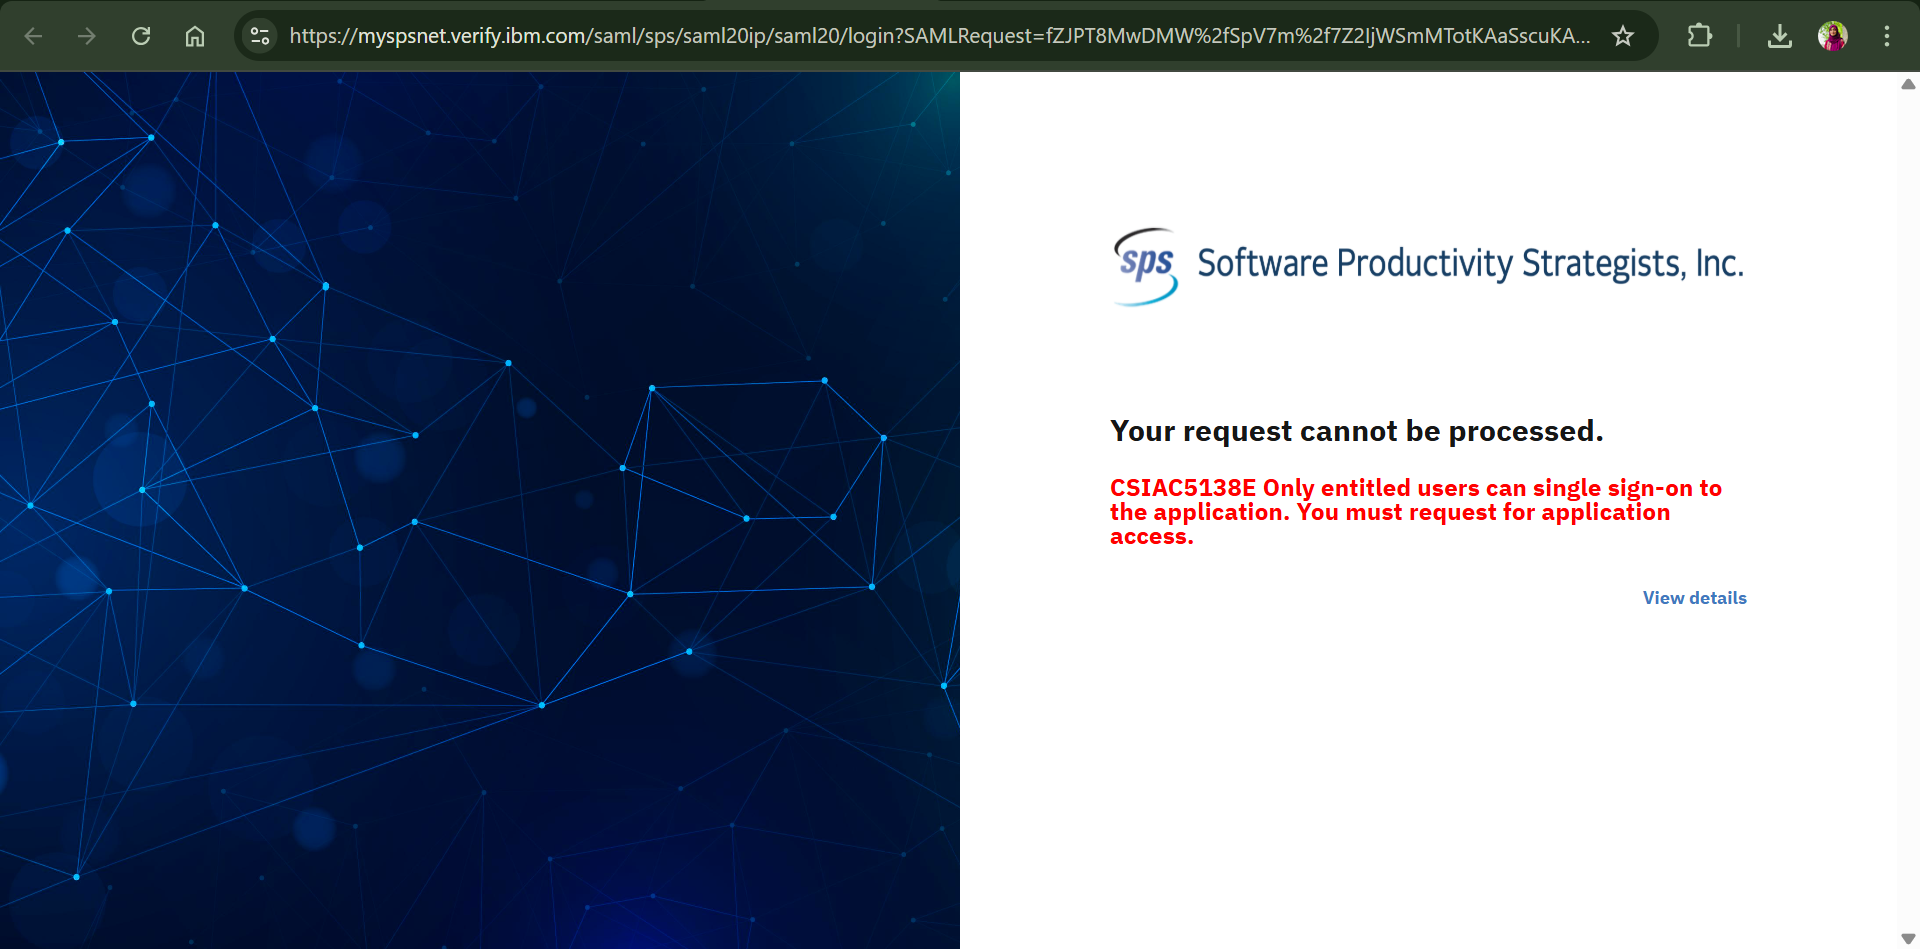 https://myspsnet.verify.ibm.com/saml/sps/saml20ip/saml20/login?SAMLRequest=fZJPT8MwDMW%2fSpV7m%2f7Z2IjWSmMTotKAaSscuKA...
sps Software Productivity Strategists, Inc.
Your request cannot be processed.
CSIAC5138E Only entitled users can single sign-on to
the application. You must request for application
access.
View details